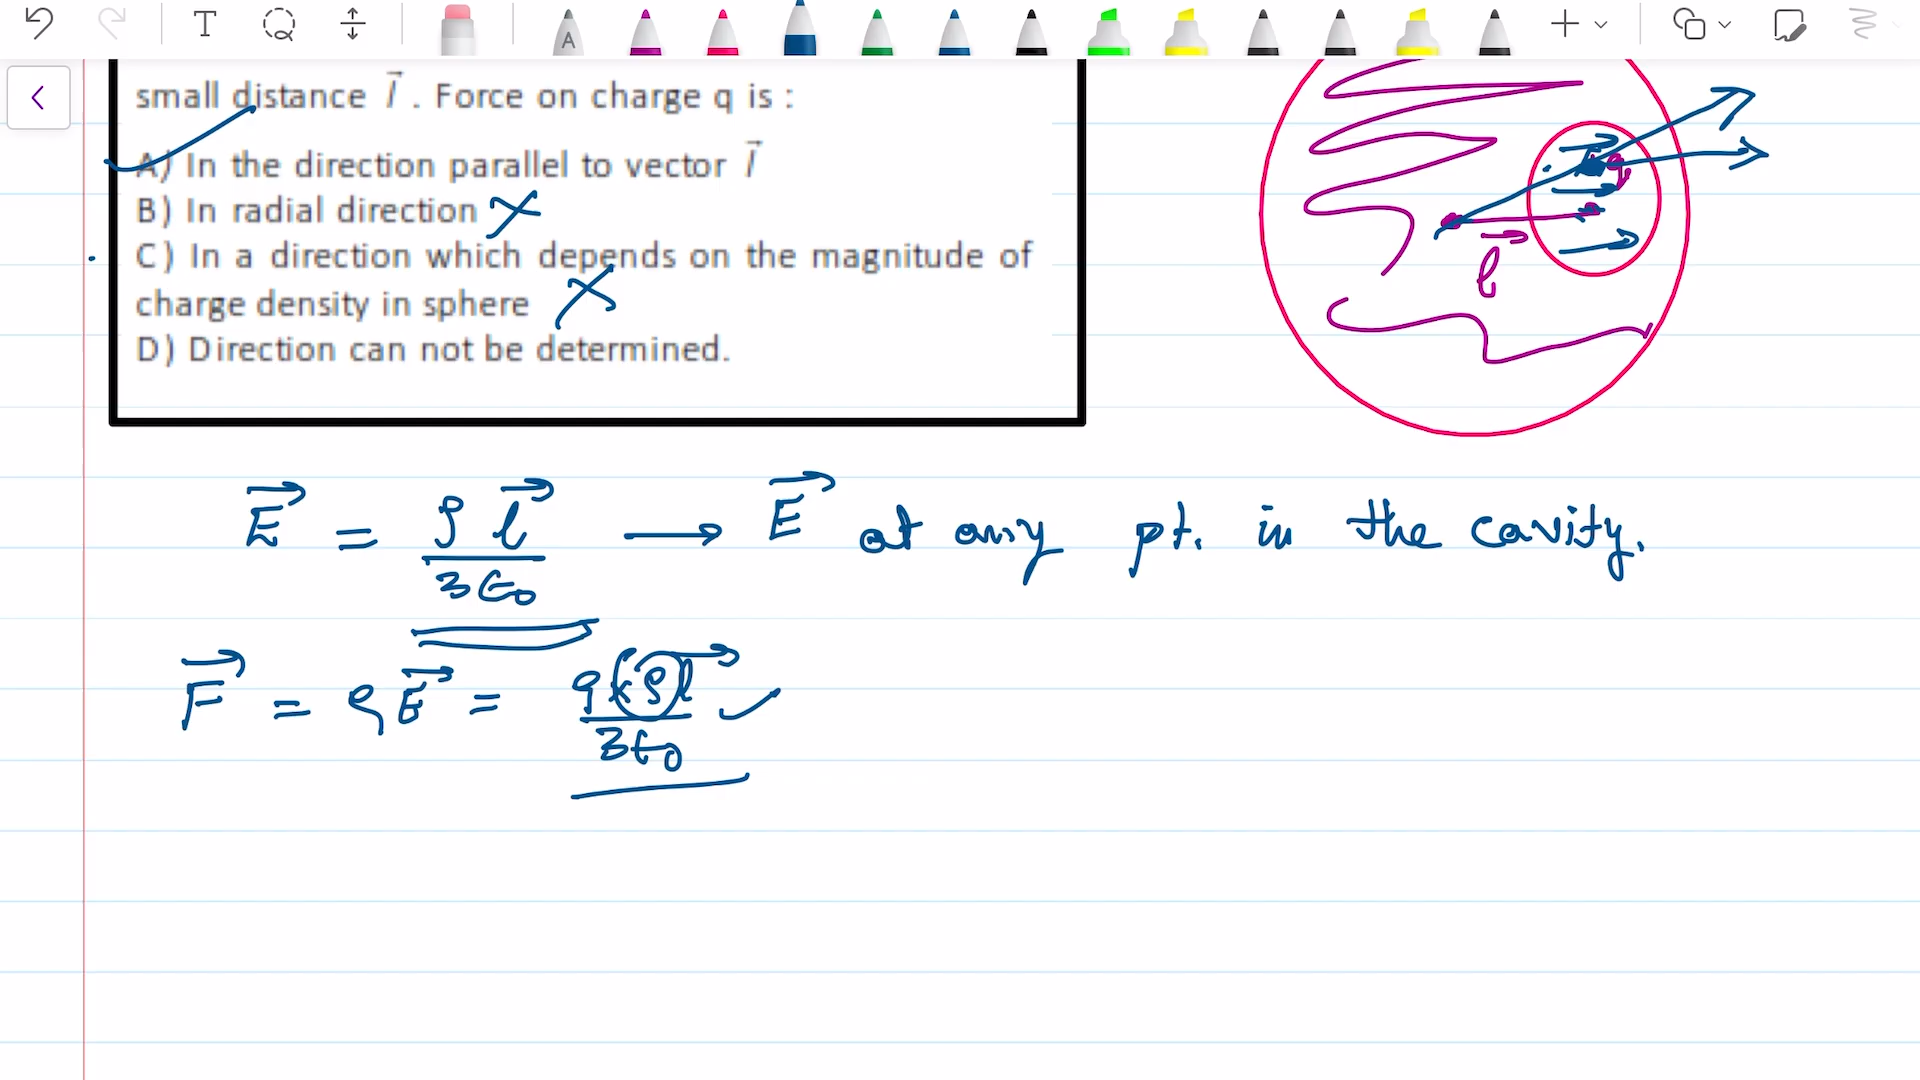 T
A
small distance l⃗ . Force on charge q is :
A) In the direction parallel to vector l⃗
B) In radial direction
C) In a direction which depends on the magnitude of
charge density in sphere
D) Direction can not be determined.
q
l⃗
E⃗ = ρ l⃗ / 3ε₀ → E⃗ at any pt. in the cavity.
F⃗ = qE⃗ = q(ρl⃗ / 3ε₀